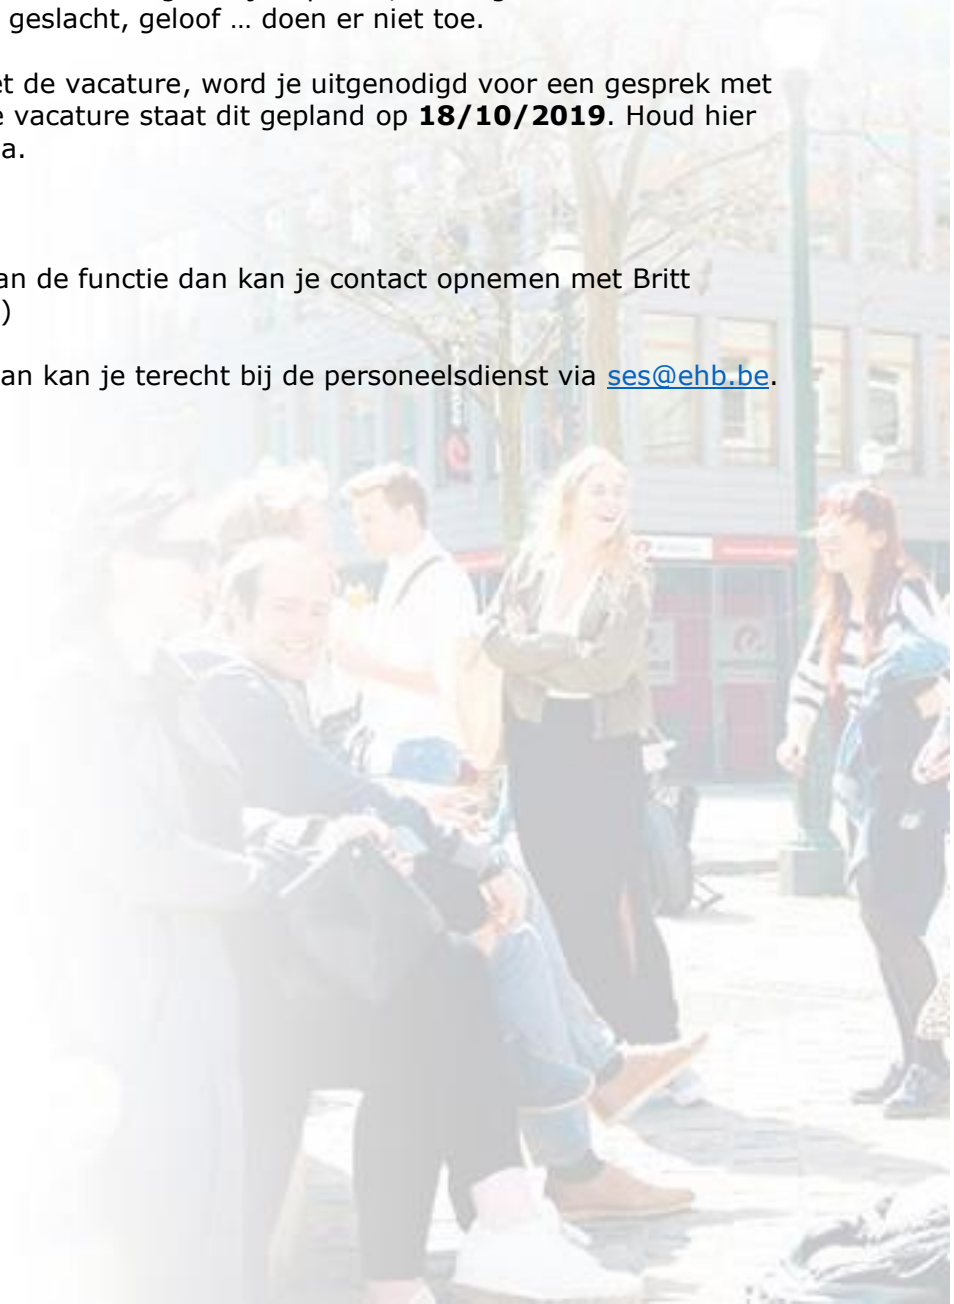 geslacht, geloof … doen er niet toe.
et de vacature, word je uitgenodigd voor een gesprek met
e vacature staat dit gepland op 18/10/2019. Houd hier
a.
an de functie dan kan je contact opnemen met Britt
)
an kan je terecht bij de personeelsdienst via ses@ehb.be.